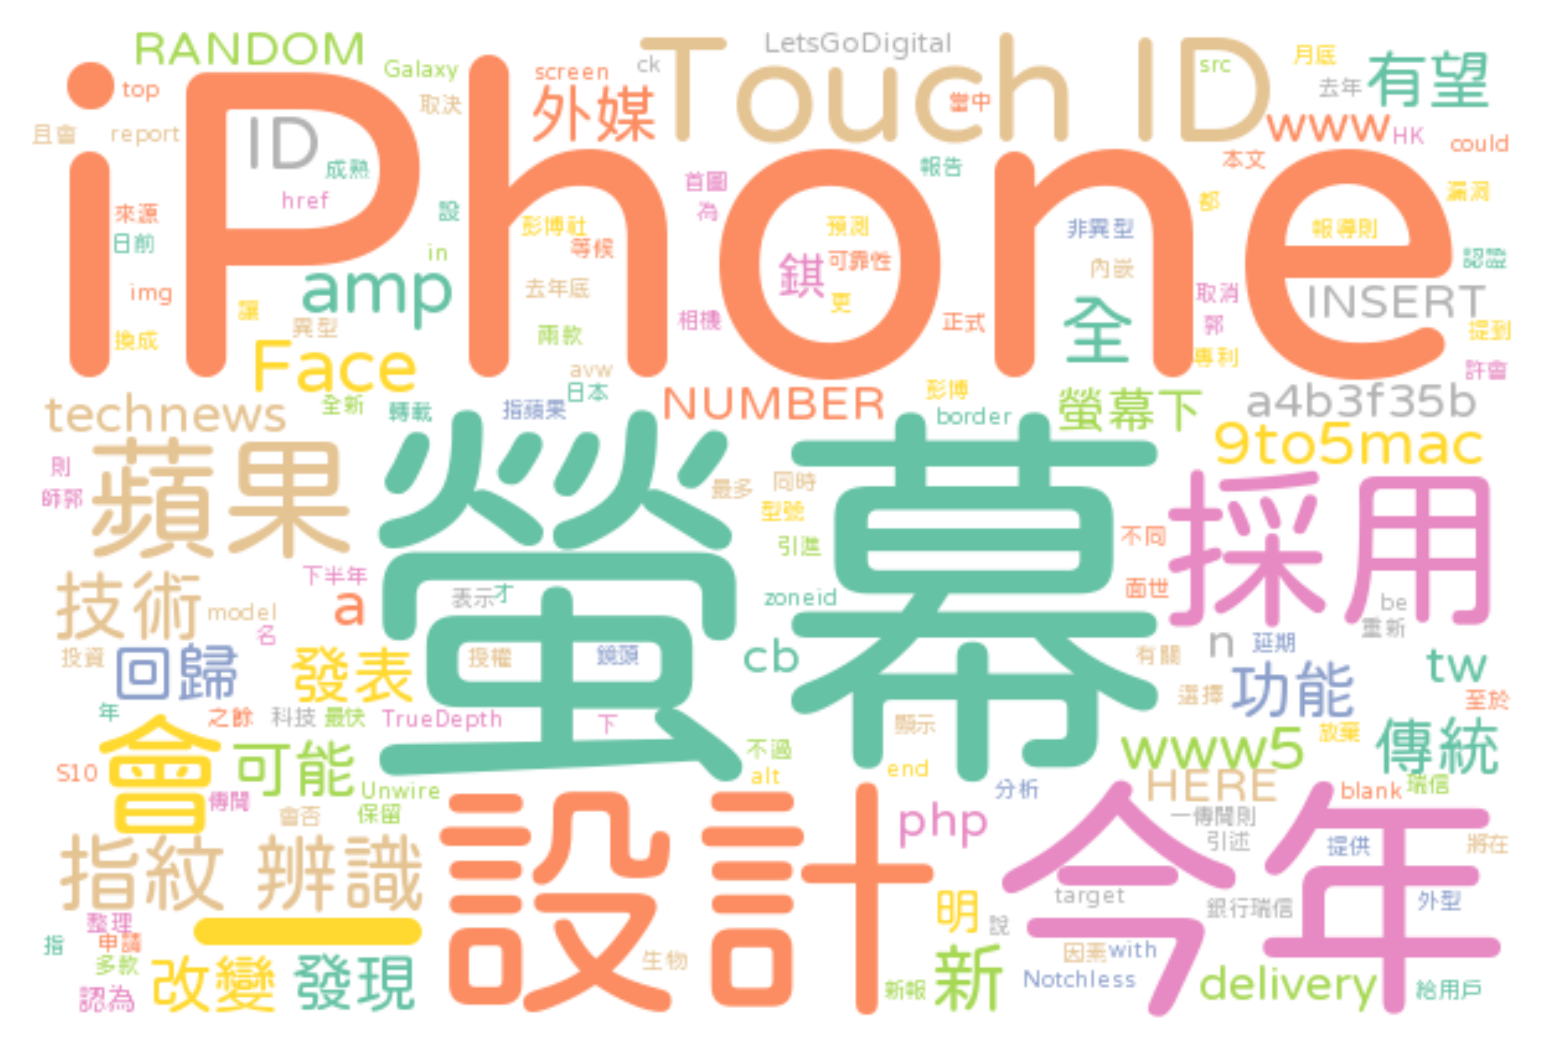 RANDOM
LetsGoDigital
Touch ID
月底
Galaxy
screen
ck
src
有望
top
取決
外媒
當中
去年
iPhone
且會
report
ID
www
HK
could
成熟
報告
本文
href
首圖
漏洞
來源
設
為
都
日前
彭博社
預測
非異型
報導則
in
等候
錤
可靠性
內嵌
img
amp
去年底
更
取消
INSERT
讓
異型
相機
正式
全
郭
提到
換成
兩款
Face
專利
許會
avw
日本
彭博
technews
全新
轉載
指蘋果
NUMBER
border
螢幕下
a4b3f35b
9to5mac
蘋果
螢幕
採用
則
師郭
最多
同時
型號
引進
不同
技術
下半年
a
表示
才
zoneid
面世
model
名
be
重新
投資
回歸
發表
授權
鏡頭
cb
有關
n
延期
tw
選擇
功能
至於
年
之餘
科技
最快
TrueDepth
下
顯示
會
可能
不過
www5
放棄
傳統
S10
alt
end
傳聞
Unwire
分析
HERE
blank
瑞信
會否
保留
設計
php
今年
一傳聞則
引述
提供
將在
指紋 辨識
target
銀行瑞信
外型
一
明
說
整理
指
申請
生物
因素
with
多款
改變
發現
新
Notchless
delivery
認為
新報
給用戶